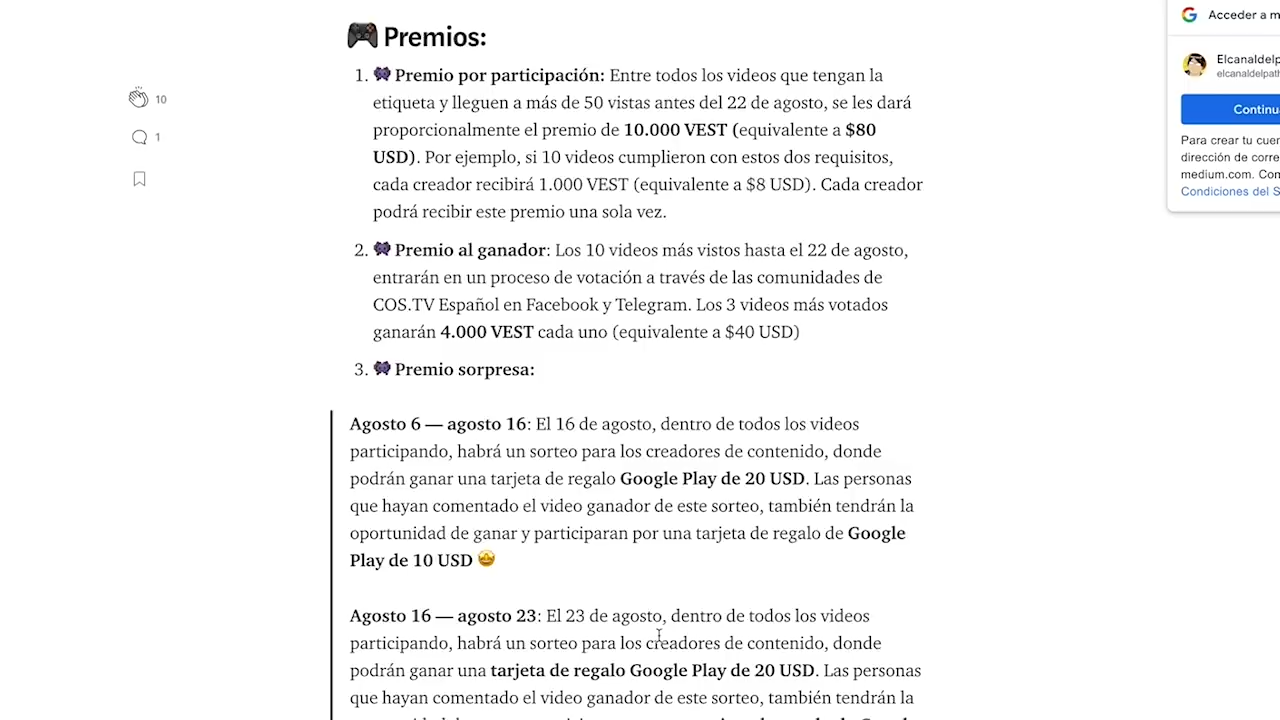 Premios:
1. Premio por participación: Entre todos los videos que tengan la
etiqueta y lleguen a más de 50 vistas antes del 22 de agosto, se les dará
proporcionalmente el premio de 10.000 VEST (equivalente a $80
USD). Por ejemplo, si 10 videos cumplieron con estos dos requisitos,
cada creador recibirá 1.000 VEST (equivalente a $8 USD). Cada creador
podrá recibir este premio una sola vez.
2. Premio al ganador: Los 10 videos más vistos hasta el 22 de agosto,
entrarán en un proceso de votación a través de las comunidades de
COS.TV Español en Facebook y Telegram. Los 3 videos más votados
ganarán 4.000 VEST cada uno (equivalente a $40 USD)
3. Premio sorpresa:
Agosto 6 — agosto 16: El 16 de agosto, dentro de todos los videos
participando, habrá un sorteo para los creadores de contenido, donde
podrán ganar una tarjeta de regalo Google Play de 20 USD. Las personas
que hayan comentado el video ganador de este sorteo, también tendrán la
oportunidad de ganar y participaran por una tarjeta de regalo de Google
Play de 10 USD
Agosto 16 — agosto 23: El 23 de agosto, dentro de todos los videos
participando, habrá un sorteo para los creadores de contenido, donde
podrán ganar una tarjeta de regalo Google Play de 20 USD. Las personas
que hayan comentado el video ganador de este sorteo, también tendrán la
10
1
Acceder a m
Elcanaldelp
elcanaldelpath
Continu
Para crear tu cuen
dirección de corre
medium.com. Com
Condiciones del S